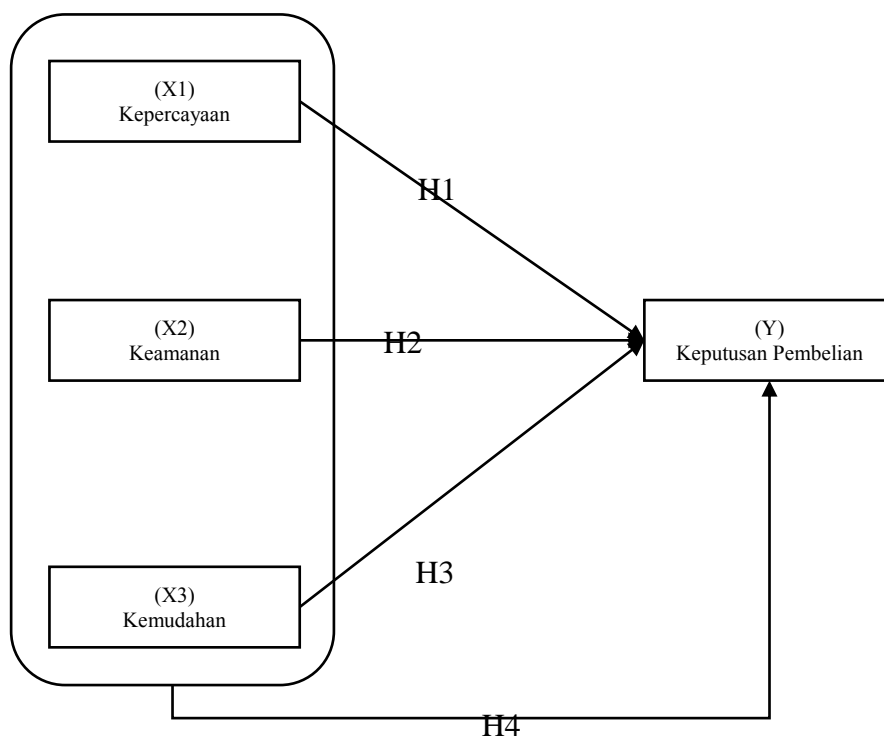 (X1)
Kepercayaan
H1
(X2)
Keamanan
H2
(Y)
Keputusan Pembelian
H3
(X3)
Kemudahan
H4